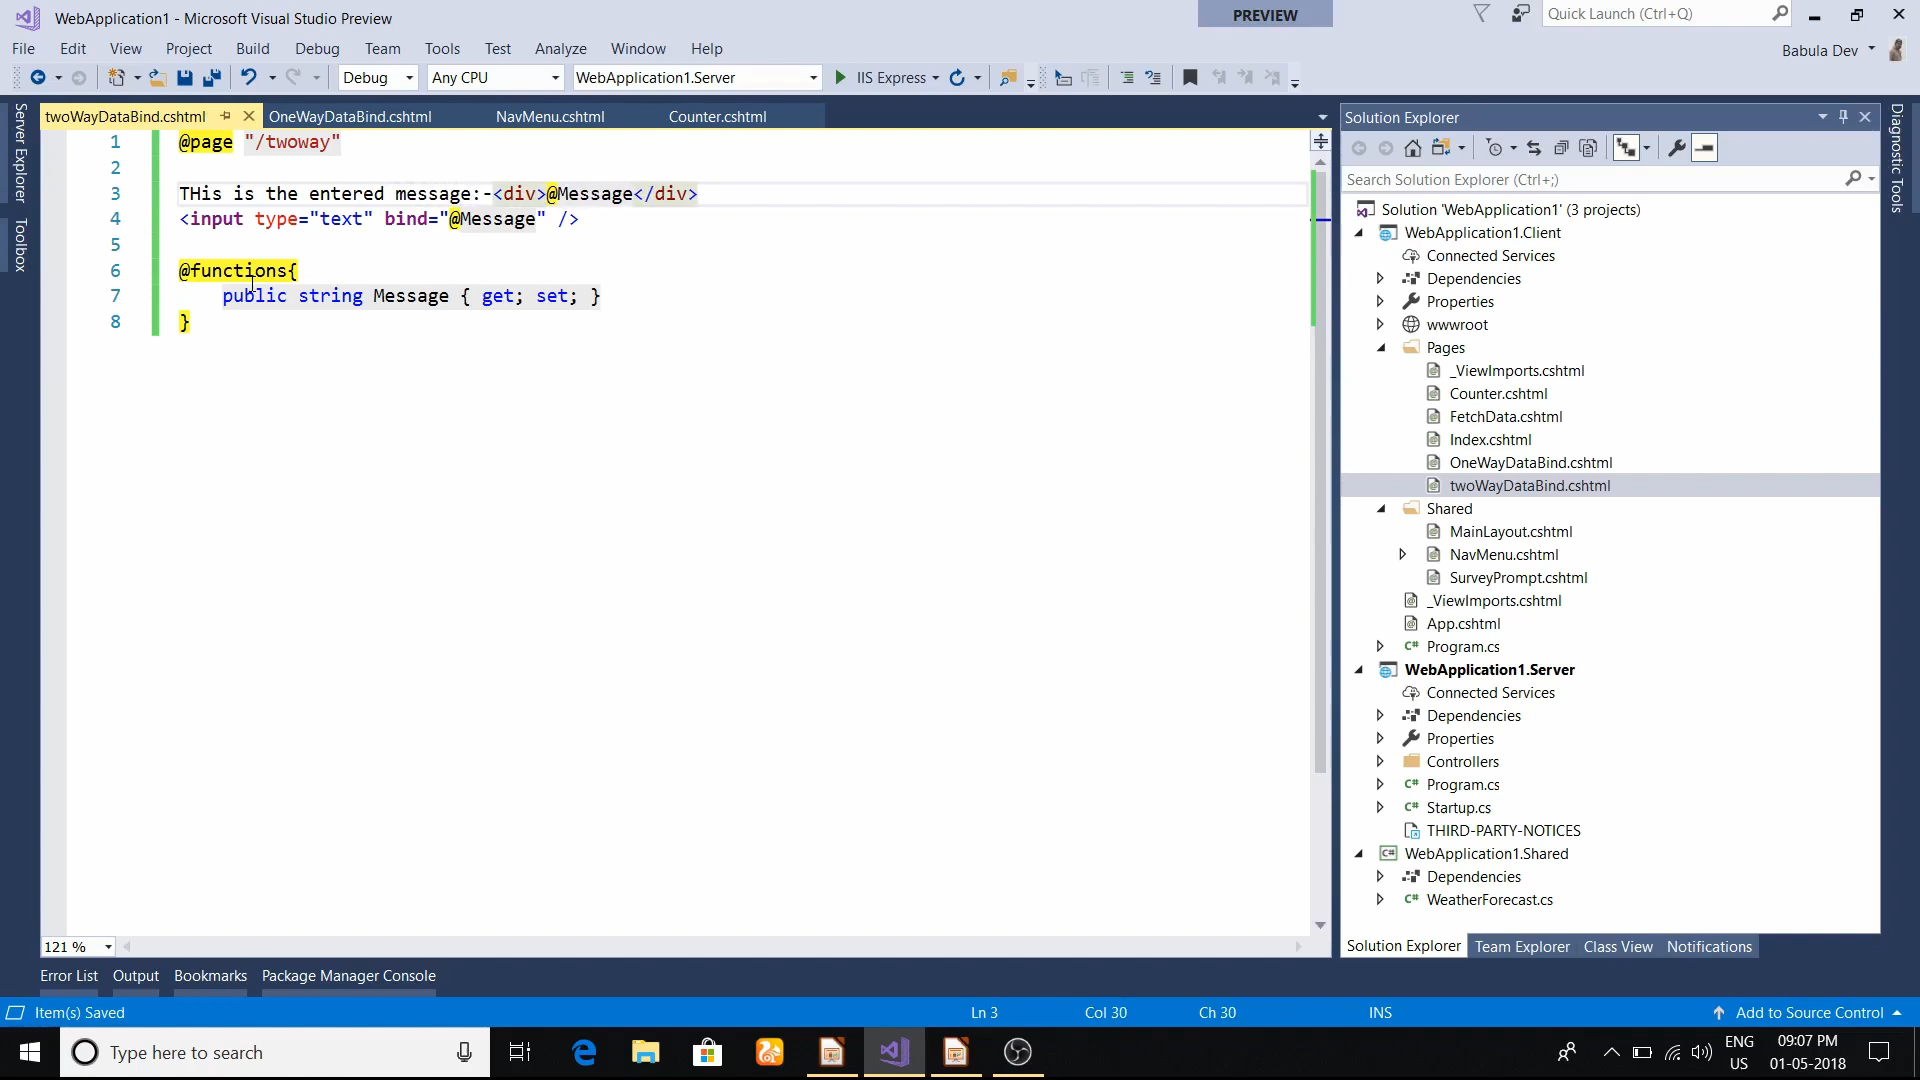 WebApplication1 - Microsoft Visual Studio Preview
PREVIEW
Quick Launch (Ctrl+Q)
File Edit View Project Build Debug Team Tools Test Analyze Window Help
Babula Dev
Debug Any CPU WebApplication1.Server IIS Express
Server Explorer
Toolbox
twoWayDataBind.cshtml OneWayDataBind.cshtml NavMenu.cshtml Counter.cshtml
1 @page "/twoway"
2
3 THis is the entered message:-<div>@Message</div>
4 <input type="text" bind="@Message" />
5
6 @functions{
7 public string Message { get; set; }
8 }
121 %
Solution Explorer
Search Solution Explorer (Ctrl+;)
Solution 'WebApplication1' (3 projects)
WebApplication1.Client
Connected Services
Dependencies
Properties
wwwroot
Pages
_ViewImports.cshtml
Counter.cshtml
FetchData.cshtml
Index.cshtml
OneWayDataBind.cshtml
twoWayDataBind.cshtml
Shared
MainLayout.cshtml
NavMenu.cshtml
SurveyPrompt.cshtml
_ViewImports.cshtml
App.cshtml
C# Program.cs
WebApplication1.Server
Connected Services
Dependencies
Properties
Controllers
C# Program.cs
C# Startup.cs
THIRD-PARTY-NOTICES
C# WebApplication1.Shared
Dependencies
C# WeatherForecast.cs
Solution Explorer Team Explorer Class View Notifications
Diagnostic Tools
Error List Output Bookmarks Package Manager Console
Item(s) Saved Ln 3 Col 30 Ch 30 INS Add to Source Control
Type here to search
ENG
US
09:07 PM
01-05-2018